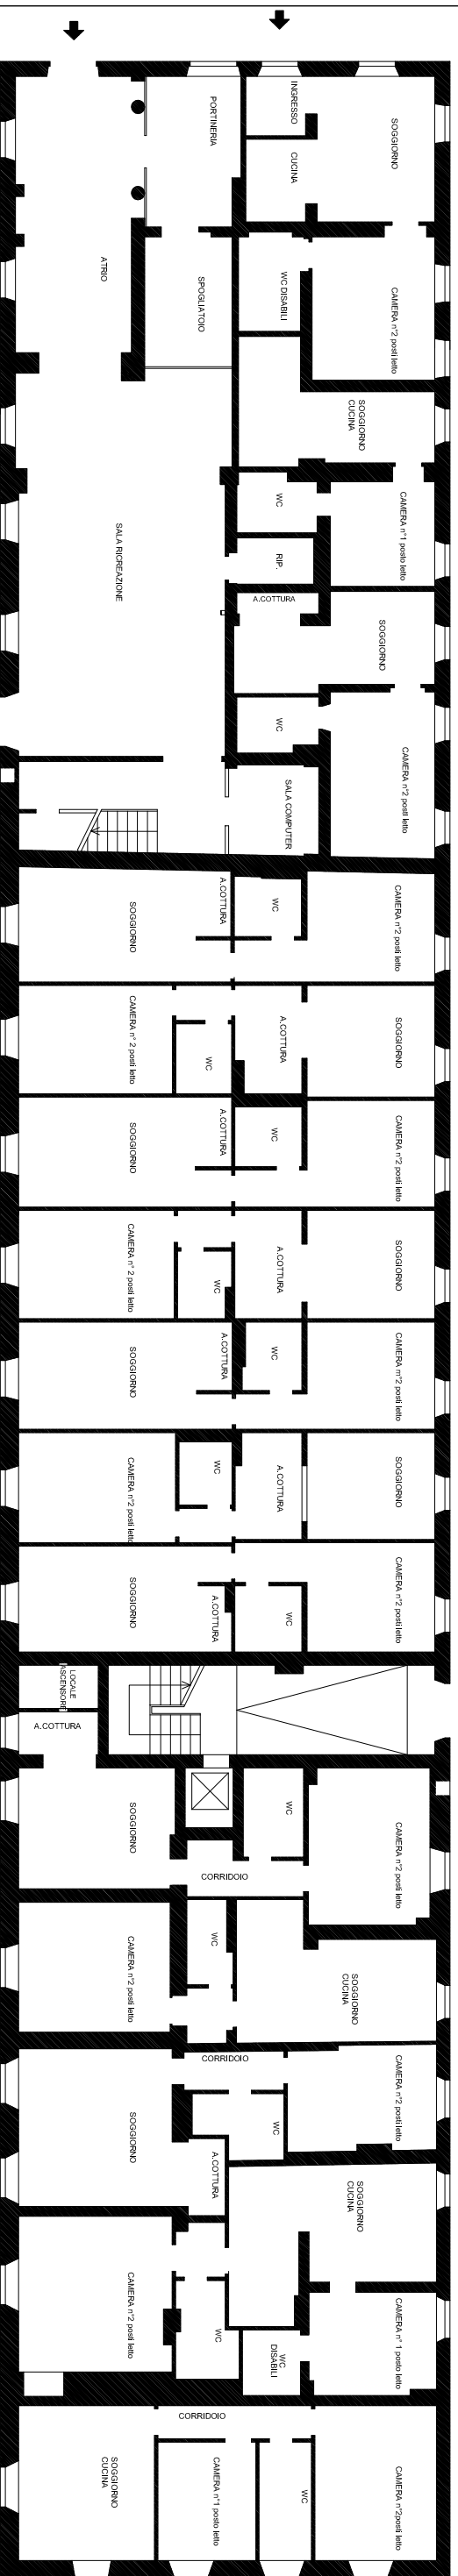 INGRESSO
PORTINERIA
SOGGIORNO
CUCINA
ATRIO
SPOGLIATOIO
WC DISABILI
CAMERA n°2 posti letto
SOGGIORNO
CUCINA
WC
CAMERA n°1 posto letto
SALA RICREAZIONE
RIP.
A.COTTURA
SOGGIORNO
WC
CAMERA n°2 posti letto
SALA COMPUTER
SOGGIORNO
A.COTTURA
WC
CAMERA n°2 posti letto
CAMERA n° 2 posti letto
WC
A.COTTURA
SOGGIORNO
SOGGIORNO
A.COTTURA
WC
CAMERA n°2 posti letto
CAMERA n° 2 posti letto
WC
A.COTTURA
SOGGIORNO
SOGGIORNO
A.COTTURA
WC
CAMERA n°2 posti letto
CAMERA n°2 posti letto
WC
A.COTTURA
SOGGIORNO
SOGGIORNO
A.COTTURA
WC
CAMERA n°2 posti letto
LOCALE
ASCENSORE
A.COTTURA
SOGGIORNO
WC
CAMERA n°2 posti letto
CORRIDOIO
CAMERA n°2 posti letto
WC
SOGGIORNO
CUCINA
CORRIDOIO
CAMERA n°2 posti letto
SOGGIORNO
WC
A.COTTURA
SOGGIORNO
CUCINA
CAMERA n°2 posti letto
WC
WC
DISABILI
CAMERA n° 1 posto letto
CORRIDOIO
SOGGIORNO
CUCINA
CAMERA n°1 posto letto
WC
CAMERA n°2posti letto